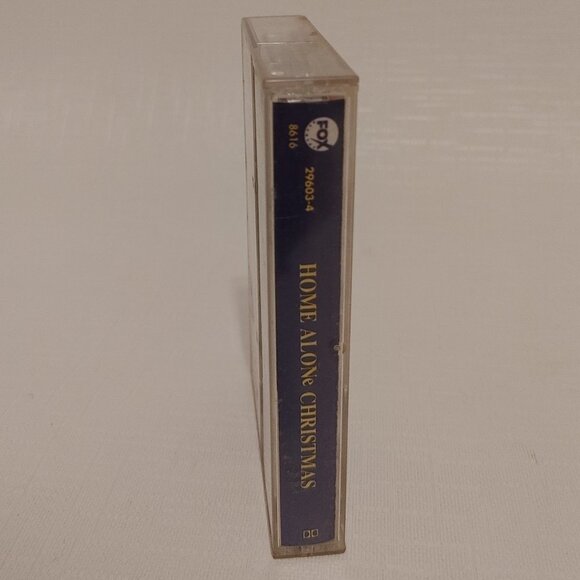 FOX
8616
29603-4
HOME ALONe CHRISTMAS